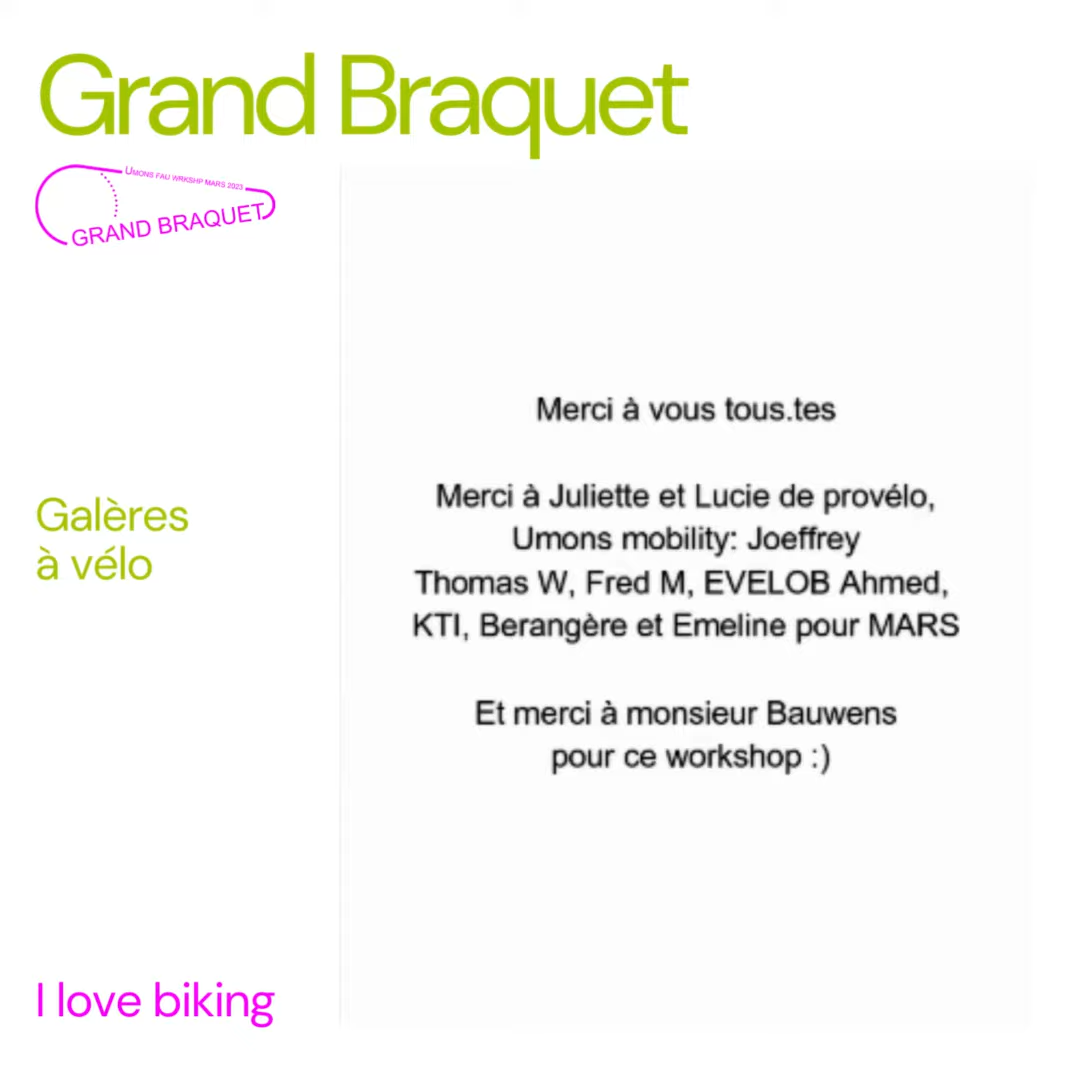 Grand Braquet
UMONS FAU WRKSHP MARS 2023
GRAND BRAQUET
Galères
à vélo
I love biking
Merci à vous tous.tes
Merci à Juliette et Lucie de provélo,
Umons mobility: Joeffrey
Thomas W, Fred M, EVELOB Ahmed,
KTI, Berangère et Emeline pour MARS
Et merci à monsieur Bauwens
pour ce workshop :)